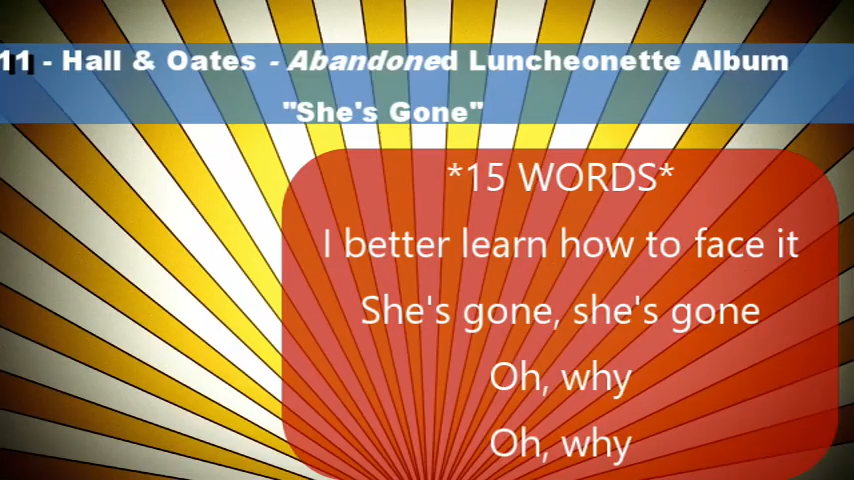 11 - Hall & Oates - Abandoned Luncheonette Album
"She's Gone"
*15 WORDS*
I better learn how to face it
She's gone, she's gone
Oh, why
Oh, why